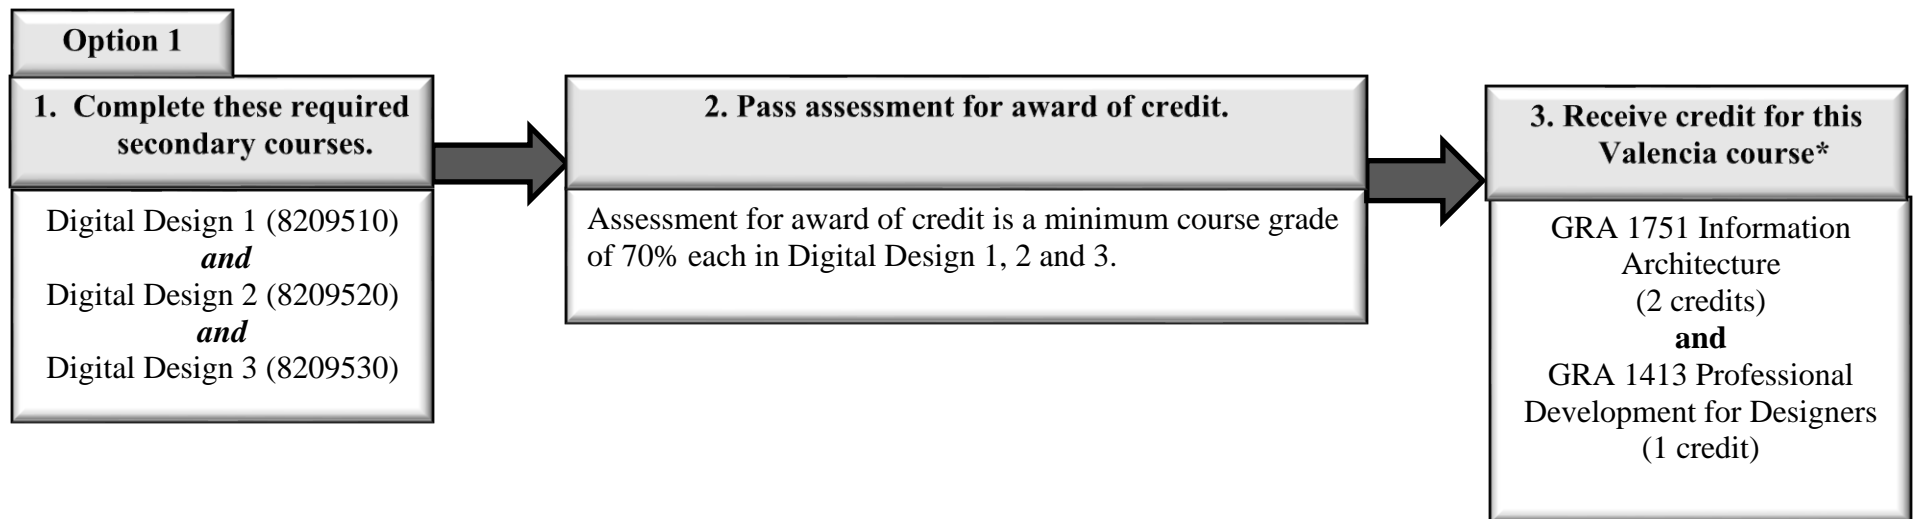 Option 1
1. Complete these required
secondary courses.
Digital Design 1 (8209510)
and
Digital Design 2 (8209520)
and
Digital Design 3 (8209530)
2. Pass assessment for award of credit.
Assessment for award of credit is a minimum course grade
of 70% each in Digital Design 1, 2 and 3.
3. Receive credit for this
Valencia course*
GRA 1751 Information
Architecture
(2 credits)
and
GRA 1413 Professional
Development for Designers
(1 credit)